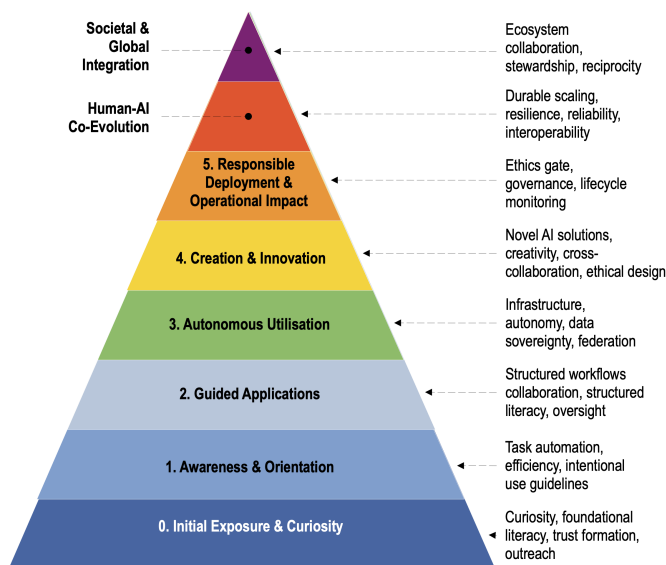 Societal &
Global
Integration
Ecosystem
collaboration,
stewardship, reciprocity
Human-AI
Co-Evolution
Durable scaling,
resilience, reliability,
interoperability
5. Responsible
Deployment &
Operational Impact
Ethics gate,
governance, lifecycle
monitoring
4. Creation & Innovation
Novel AI solutions,
creativity, cross-
collaboration, ethical design
3. Autonomous Utilisation
Infrastructure,
autonomy, data
sovereignty, federation
2. Guided Applications
Structured workflows
collaboration, structured
literacy, oversight
1. Awareness & Orientation
Task automation,
efficiency, intentional
use guidelines
0. Initial Exposure & Curiosity
Curiosity, foundational
literacy, trust formation,
outreach